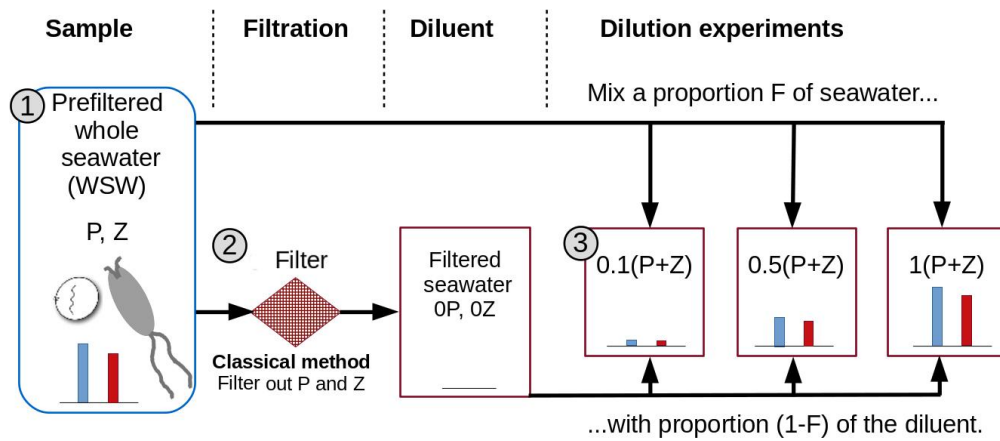 Sample
Filtration
Diluent
Dilution experiments
1
Prefiltered
whole
seawater
(WSW)
P, Z
Mix a proportion F of seawater...
2
Filter
Classical method
Filter out P and Z
Filtered
seawater
0P, 0Z
3
0.1(P+Z)
0.5(P+Z)
1(P+Z)
...with proportion (1-F) of the diluent.